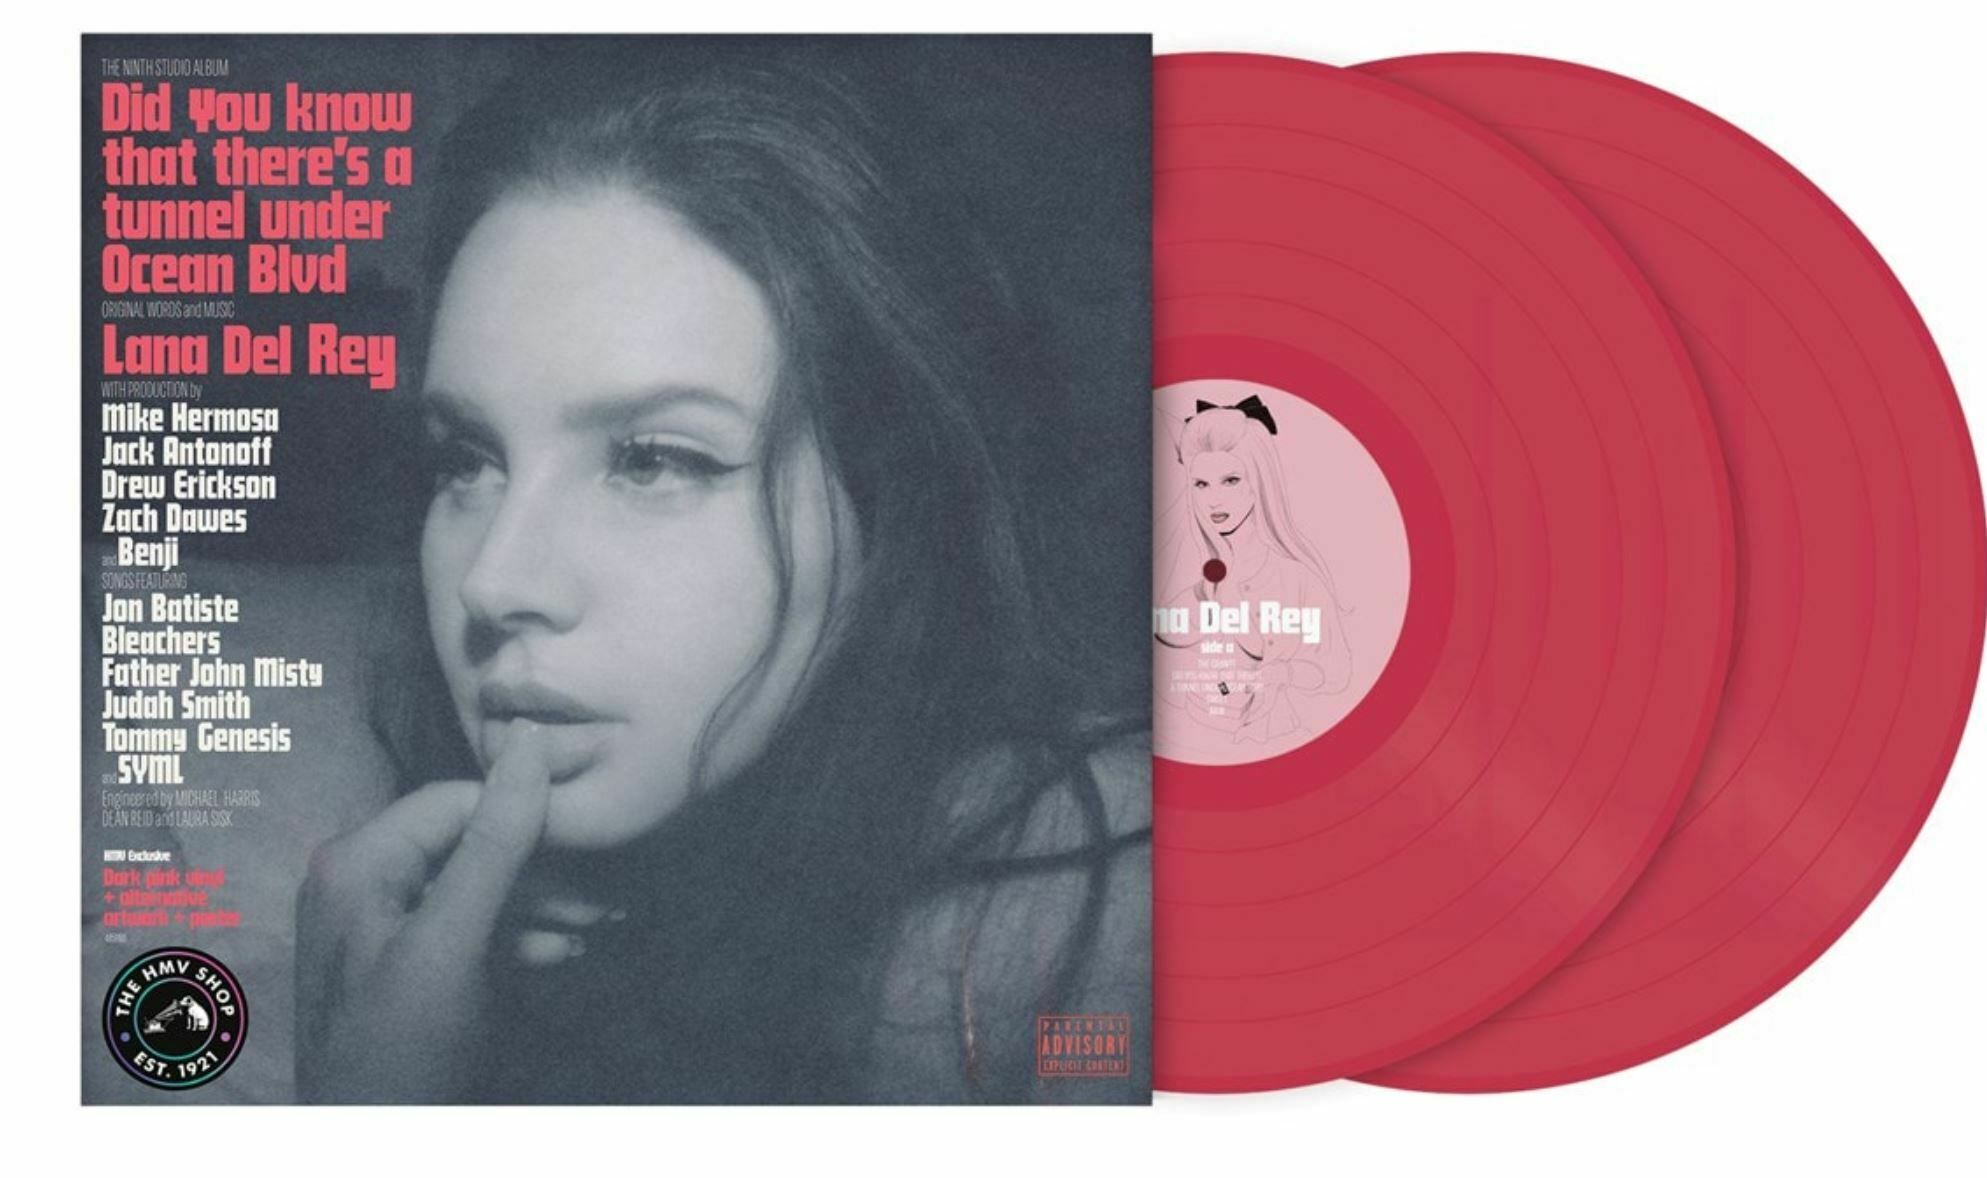 THE NINTH STUDIO ALBUM
Did you know
that there's a
tunnel under
Ocean Blvd
ORIGINAL WORDS and MUSIC
Lana Del Rey
WITH PRODUCTION by
Mike Hermosa
Jack Antonoff
Drew Erickson
Zach Dawes
and Benji
SONGS FEATURING
Jon Batiste
Bleachers
Father John Misty
Judah Smith
Tommy Genesis
and SYML
Engineered by MICHAEL HARRIS
DEAN REID and LAURA SISK
HMV Exclusive
Dark pink vinyl
+ alternative
artwork + poster
THE HMV SHOP
EST. 1921
PARENTAL
ADVISORY
EXPLICIT CONTENT
na Del Rey
side a
THE GRANTS